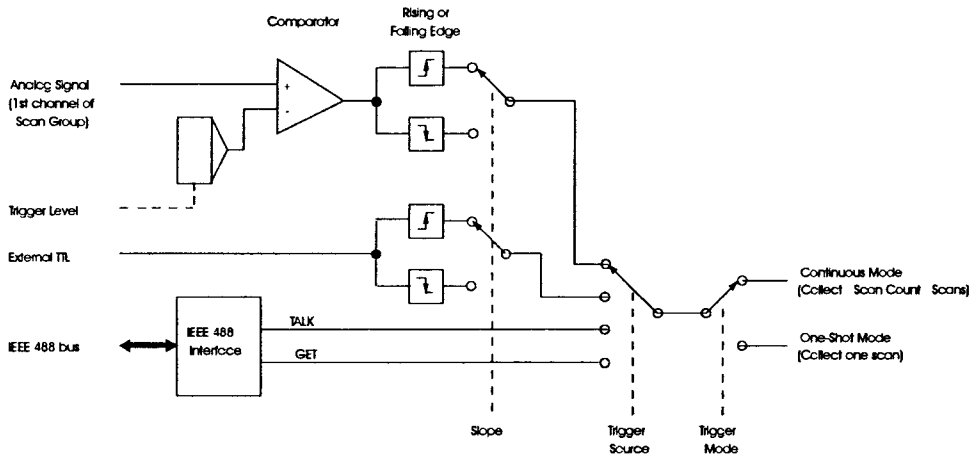 Comparator
Rising or
Falling Edge
Analog Signal
(1st channel of
Scan Group)
+
-
Trigger Level
External TTL
IEEE 488 bus
IEEE 488
Interface
TALK
GET
Continuous Mode
(Collect Scan Count Scans)
One-Shot Mode
(Collect one scan)
Slope
Trigger
Source
Trigger
Mode